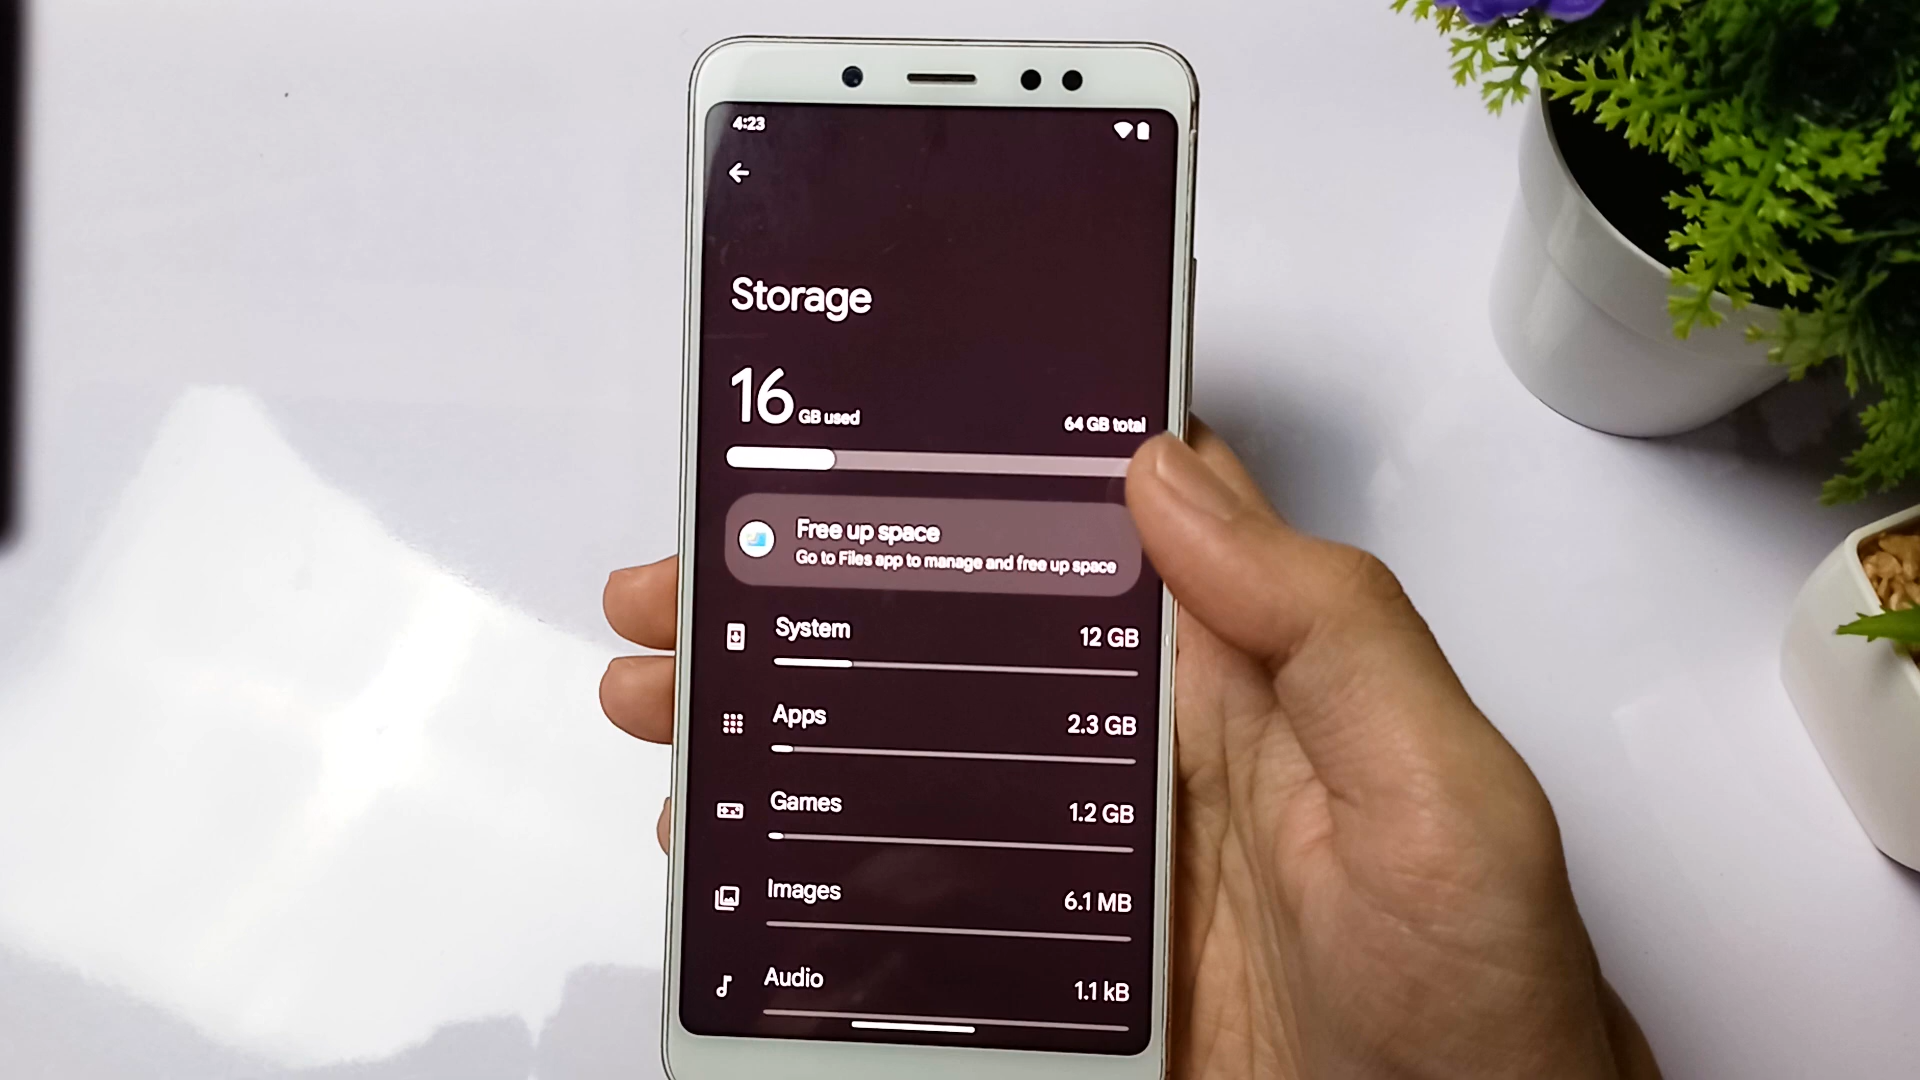 4:23
Storage
16 GB used
64 GB total
Free up space
Go to Files app to manage and free up space
System
12 GB
Apps
2.3 GB
Games
1.2 GB
Images
6.1 MB
Audio
1.1 kB